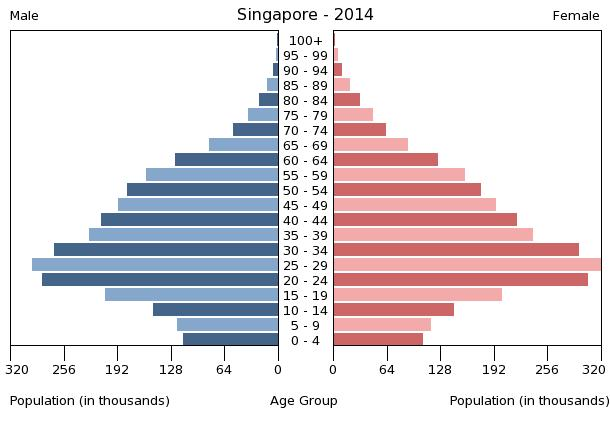 Singapore - 2014
Male
Female
100+
95 - 99
90 - 94
85 - 89
80 - 84
75 - 79
70 - 74
65 - 69
60 - 64
55 - 59
50 - 54
45 - 49
40 - 44
35 - 39
30 - 34
25 - 29
20 - 24
15 - 19
10 - 14
5 - 9
0 - 4
320 256 192 128 64 0 0 64 128 192 256 320
Population (in thousands) Age Group Population (in thousands)